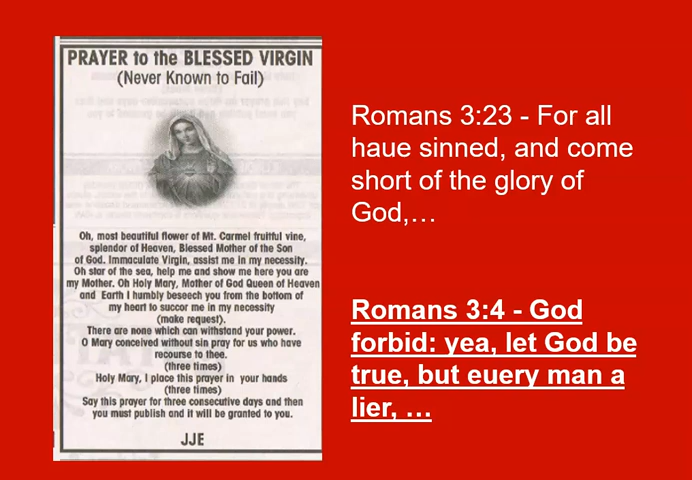 PRAYER to the BLESSED VIRGIN
(Never Known to Fail)
Oh, most beautiful flower of Mt. Carmel fruitful vine,
splendor of Heaven, Blessed Mother of the Son
of God. Immaculate Virgin, assist me in my necessity.
Oh star of the sea, help me and show me here you are
my Mother. Oh Holy Mary, Mother of God Queen of Heaven
and Earth I humbly beseech you from the bottom of
my heart to succor me in my necessity
(make request).
There are none which can withstand your power.
O Mary conceived without sin pray for us who have
recourse to thee.
(three times)
Holy Mary, I place this prayer in your hands
(three times)
Say this prayer for three consecutive days and then
you must publish and it will be granted to you.
JJE
Romans 3:23 - For all
haue sinned, and come
short of the glory of
God,…
Romans 3:4 - God
forbid: yea, let God be
true, but euery man a
lier, …